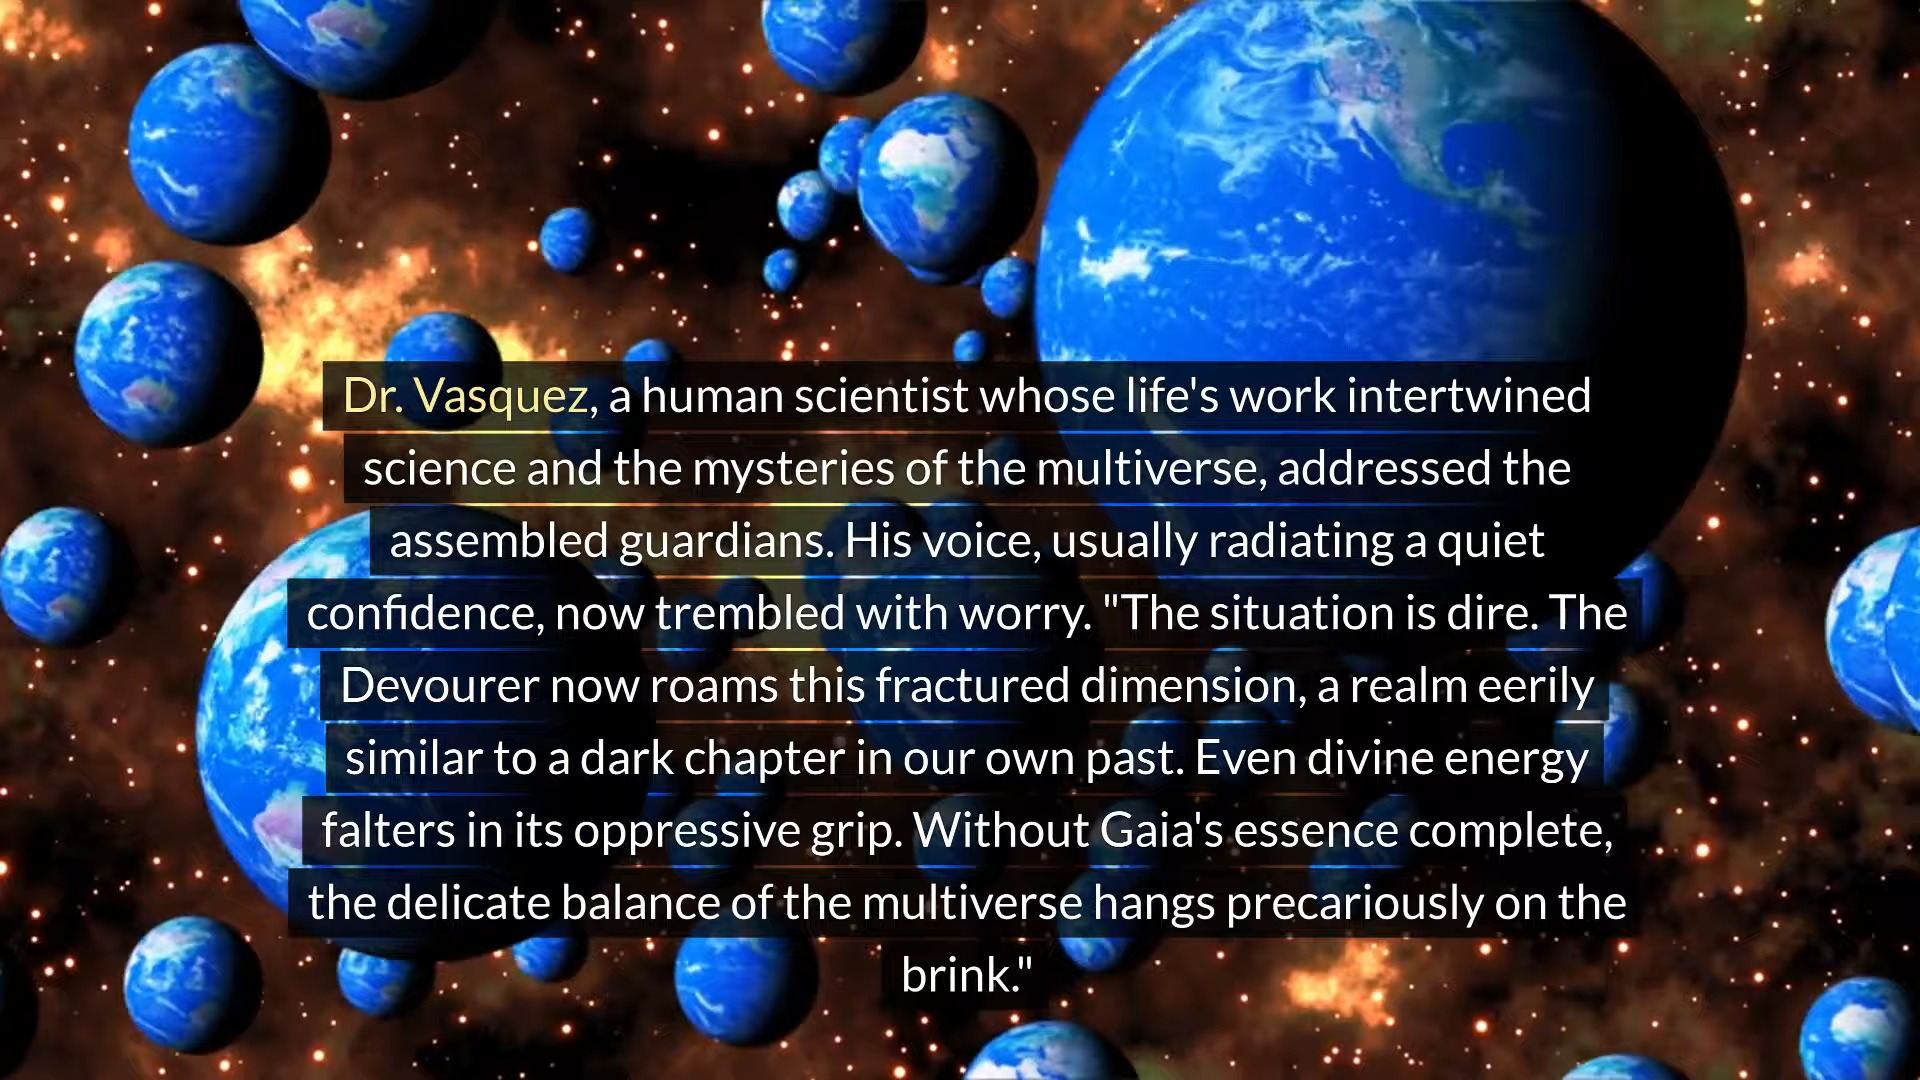 Dr. Vasquez, a human scientist whose life's work intertwined
science and the mysteries of the multiverse, addressed the
assembled guardians. His voice, usually radiating a quiet
confidence, now trembled with worry. "The situation is dire. The
Devourer now roams this fractured dimension, a realm eerily
similar to a dark chapter in our own past. Even divine energy
falters in its oppressive grip. Without Gaia's essence complete,
the delicate balance of the multiverse hangs precariously on the
brink."